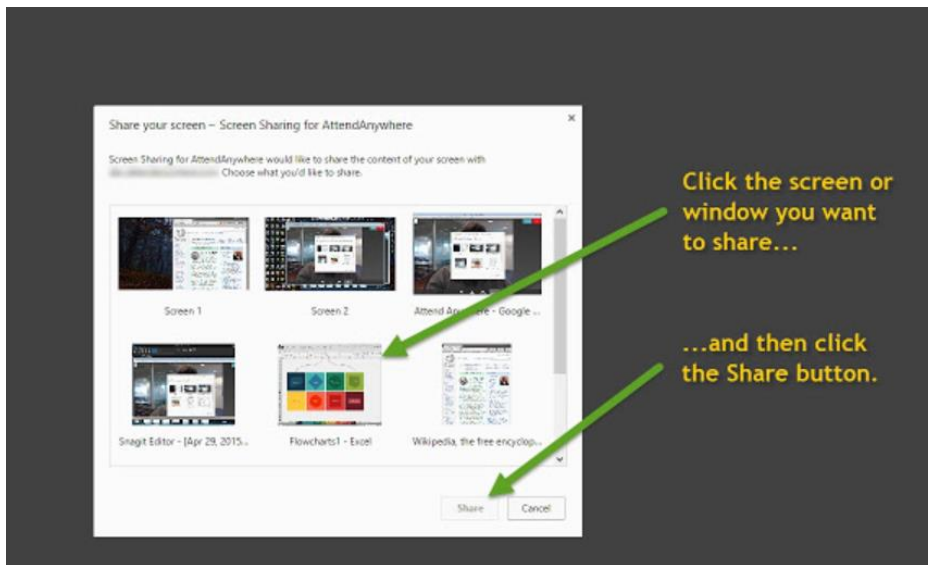 Share your screen – Screen Sharing for AttendAnywhere
Screen Sharing for AttendAnywhere would like to share the content of your screen with
Choose what you'd like to share.
Screen 1
Screen 2
Attend Anywhere - Google ...
Snagit Editor - [Apr 29, 2015...
Flowcharts1 - Excel
Wikipedia, the free encyclop...
Share
Cancel
Click the screen or
window you want
to share...
...and then click
the Share button.